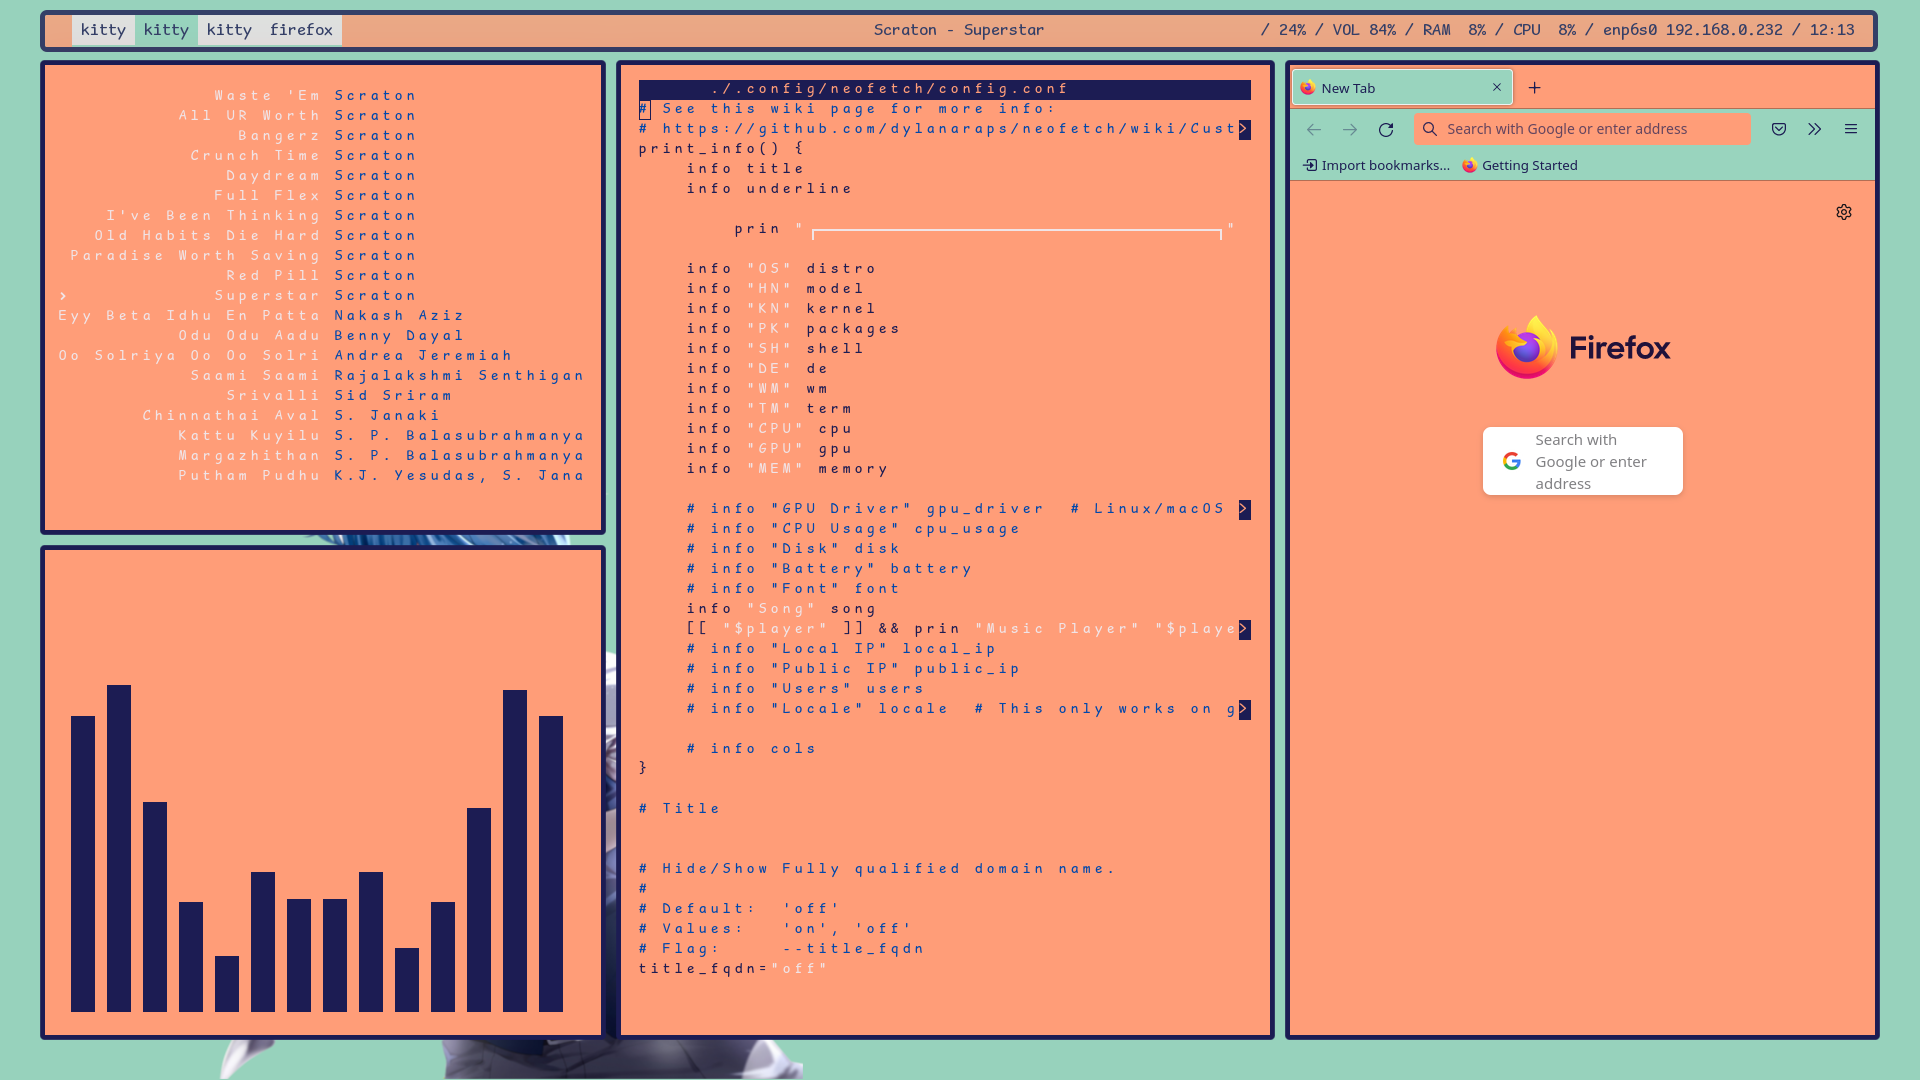 kitty kitty kitty firefox
Scraton - Superstar
/ 24% / VOL 84% / RAM  8% / CPU  8% / enp6s0 192.168.0.232 / 12:13
Waste 'Em Scraton
All UR Worth Scraton
Bangerz Scraton
Crunch Time Scraton
Daydream Scraton
Full Flex Scraton
I've Been Thinking Scraton
Old Habits Die Hard Scraton
Paradise Worth Saving Scraton
Red Pill Scraton
> Superstar Scraton
Eyy Beta Idhu En Patta Nakash Aziz
Odu Odu Aadu Benny Dayal
Oo Solriya Oo Oo Solri Andrea Jeremiah
Saami Saami Rajalakshmi Senthigan
Srivalli Sid Sriram
Chinnathai Aval S. Janaki
Kattu Kuyilu S. P. Balasubrahmanya
Margazhithan S. P. Balasubrahmanya
Putham Pudhu K.J. Yesudas, S. Jana
./.config/neofetch/config.conf
# See this wiki page for more info:
# https://github.com/dylanaraps/neofetch/wiki/Cust>
print_info() {
    info title
    info underline
        prin "┌──────────────────────────────────┐"
    info "OS" distro
    info "HN" model
    info "KN" kernel
    info "PK" packages
    info "SH" shell
    info "DE" de
    info "WM" wm
    info "TM" term
    info "CPU" cpu
    info "GPU" gpu
    info "MEM" memory
    # info "GPU Driver" gpu_driver  # Linux/macOS >
    # info "CPU Usage" cpu_usage
    # info "Disk" disk
    # info "Battery" battery
    # info "Font" font
    info "Song" song
    [[ "$player" ]] && prin "Music Player" "$playe>
    # info "Local IP" local_ip
    # info "Public IP" public_ip
    # info "Users" users
    # info "Locale" locale  # This only works on g>
    # info cols
}
# Title
# Hide/Show Fully qualified domain name.
#
# Default:  'off'
# Values:   'on', 'off'
# Flag:     --title_fqdn
title_fqdn="off"
New Tab
Search with Google or enter address
Import bookmarks... Getting Started
Firefox
Search with
Google or enter
address